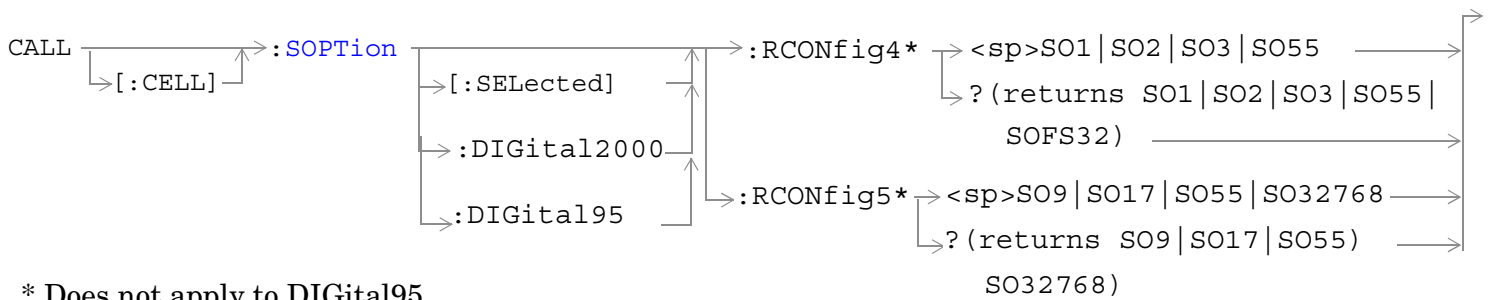 CALL :SOPTion :RCONfig4* <sp>SO1|SO2|SO3|SO55
[:CELL] [:SELected] ?(returns SO1|SO2|SO3|SO55|
SOFS32)
:DIGital2000
:RCONfig5* <sp>SO9|SO17|SO55|SO32768
:DIGital95
?(returns SO9|SO17|SO55)
SO32768)
* Does not apply to DIGital95